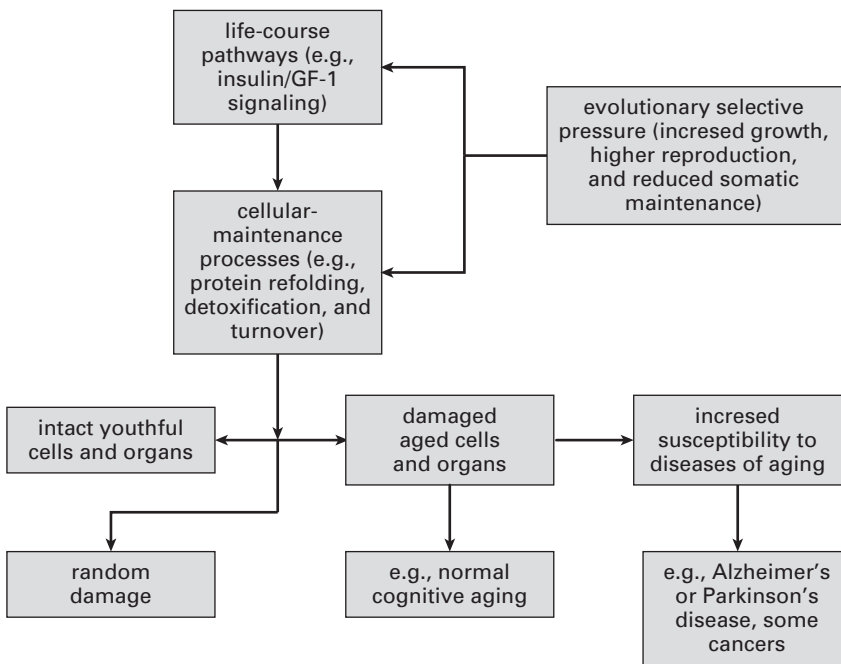 life-course
pathways (e.g.,
insulin/GF-1
signaling)
evolutionary selective
pressure (incresed growth,
higher reproduction,
and reduced somatic
maintenance)
cellular-
maintenance
processes (e.g.,
protein refolding,
detoxification, and
turnover)
intact youthful
cells and organs
damaged
aged cells
and organs
incresed
susceptibility to
diseases of aging
random
damage
e.g., normal
cognitive aging
e.g., Alzheimer's
or Parkinson's
disease, some
cancers